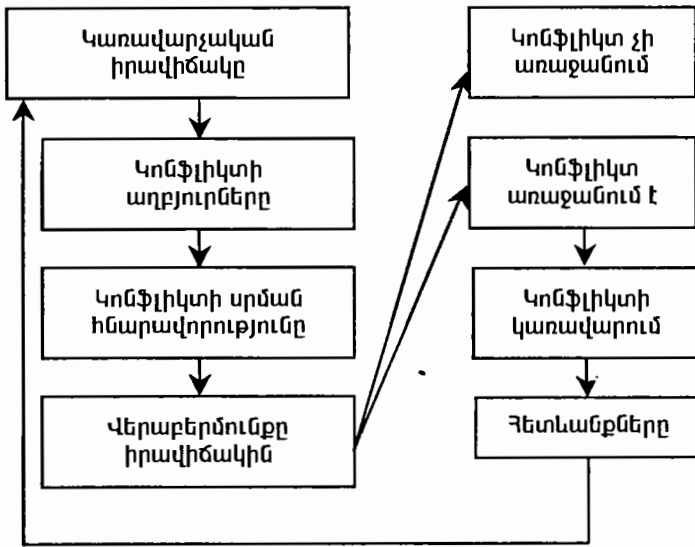 Կառավարչական
իրավիճակը
Կոնֆլիկտի
աղբյուրները
Կոնֆլիկտի սրման
հնարավորությունը
Վերաբերմունքը
իրավիճակին
Կոնֆլիկտ չի
առաջանում
Կոնֆլիկտ
առաջանում է
Կոնֆլիկտի
կառավարում
Հետևանքները